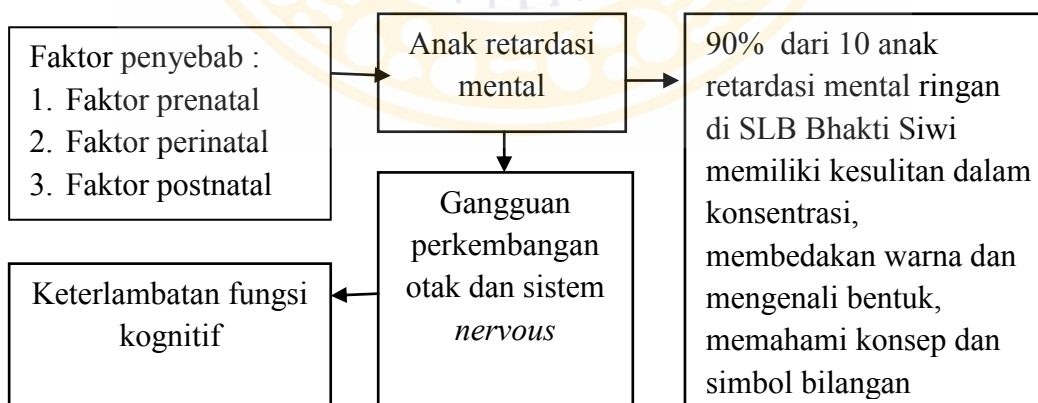 Faktor penyebab :
1. Faktor prenatal
2. Faktor perinatal
3. Faktor postnatal
Anak retardasi
mental
90% dari 10 anak
retardasi mental ringan
di SLB Bhakti Siwi
memiliki kesulitan dalam
konsentrasi,
membedakan warna dan
mengenali bentuk,
memahami konsep dan
simbol bilangan
Gangguan
perkembangan
otak dan sistem
nervous
Keterlambatan fungsi
kognitif